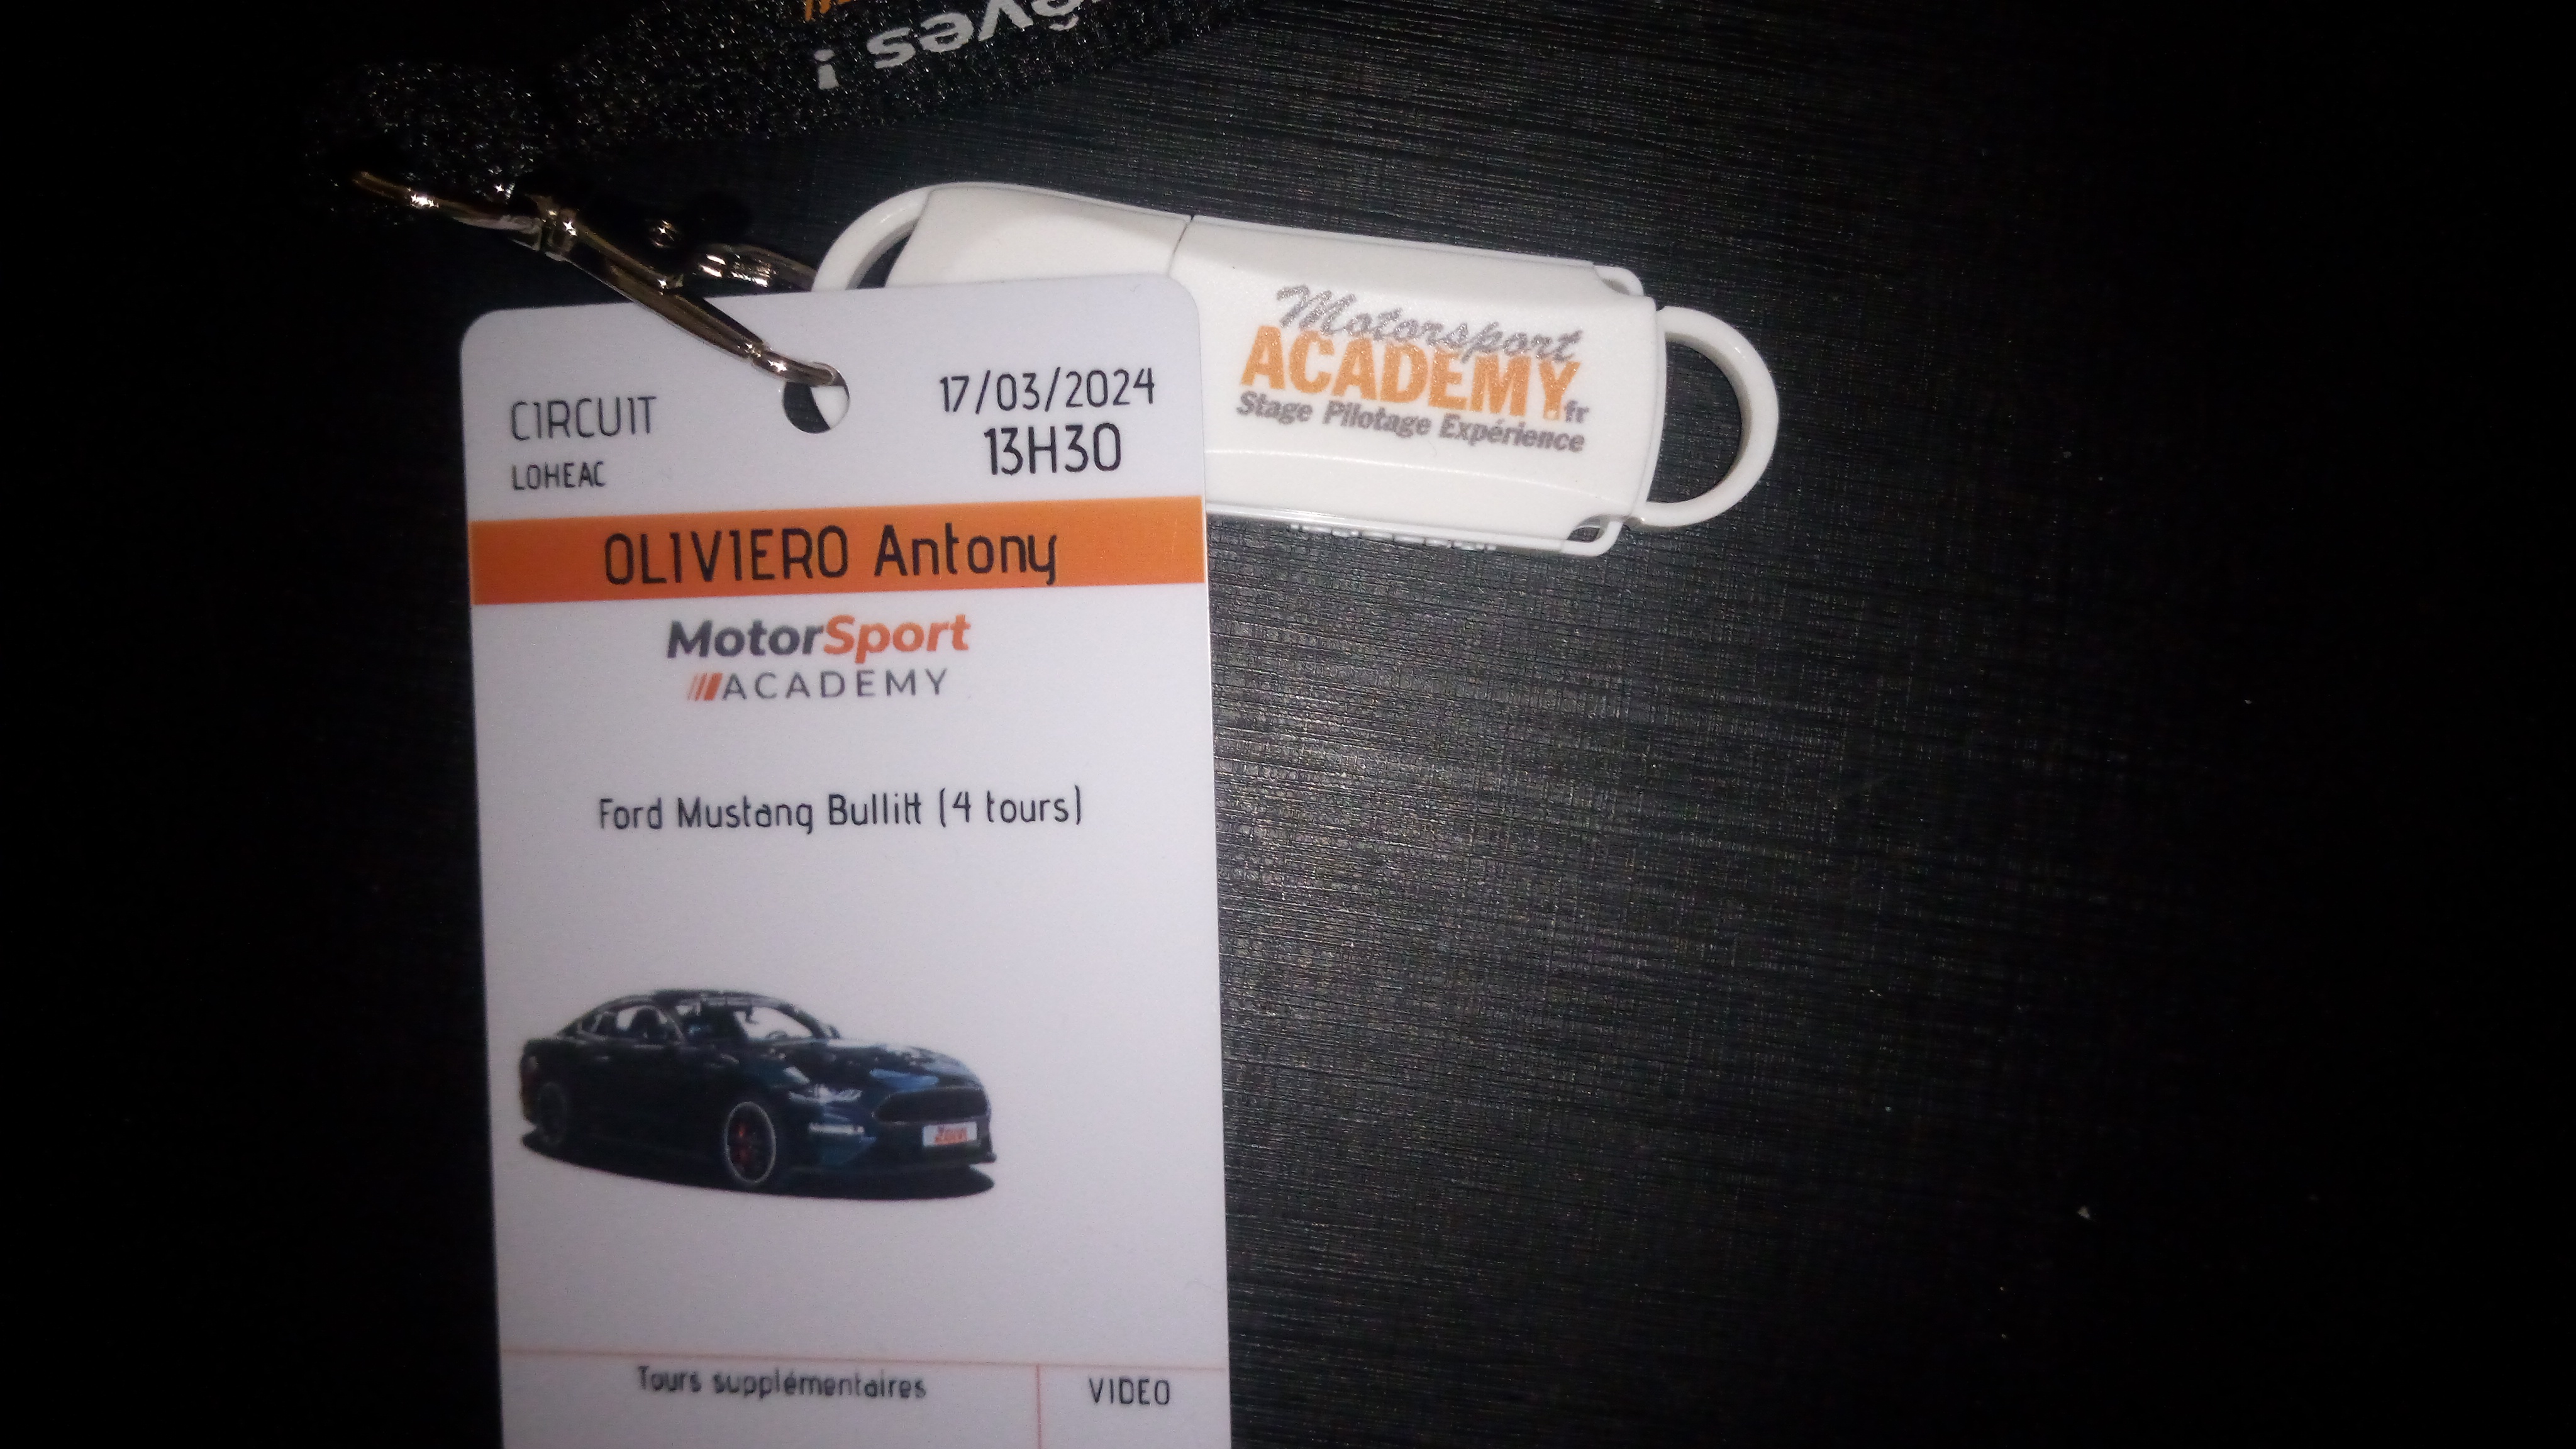 êves !
CIRCUIT
LOHEAC
17/03/2024
13H30
OLIVIERO Antony
MotorSport
ACADEMY
Ford Mustang Bullitt (4 tours)
Tours supplémentaires
VIDEO
Motorsport
ACADEMY.fr
Stage Pilotage Expérience